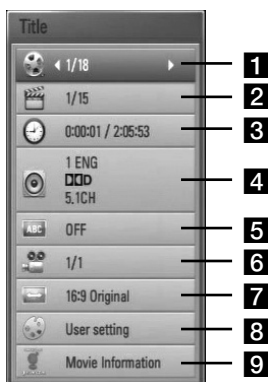 Title
1/18 1
1/15 2
0:00:01 / 2:05:53 3
1 ENG
DD D 4
5.1CH
ABC OFF 5
1/1 6
16:9 Original 7
User setting 8
Movie Information 9